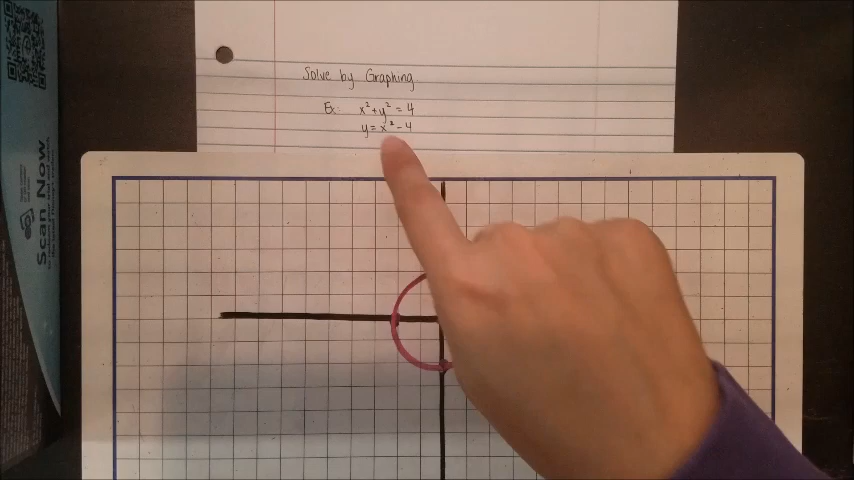 Solve by Graphing
Ex: x² + y² = 4
y = x² - 4
Scan Now